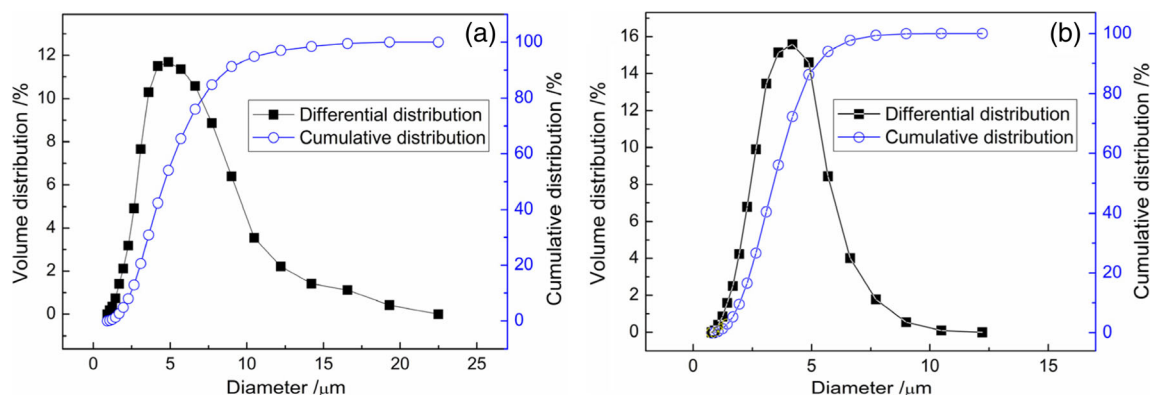 (a)
12
10
8
6
4
2
0
Volume distribution /%
100
80
60
40
20
0
Cumulative distribution /%
Differential distribution
Cumulative distribution
0 5 10 15 20 25
Diameter /μm
(b)
16
14
12
10
8
6
4
2
0
Volume distribution /%
100
80
60
40
20
0
Cumulative distribution /%
Differential distribution
Cumulative distribution
0 5 10 15
Diameter /μm